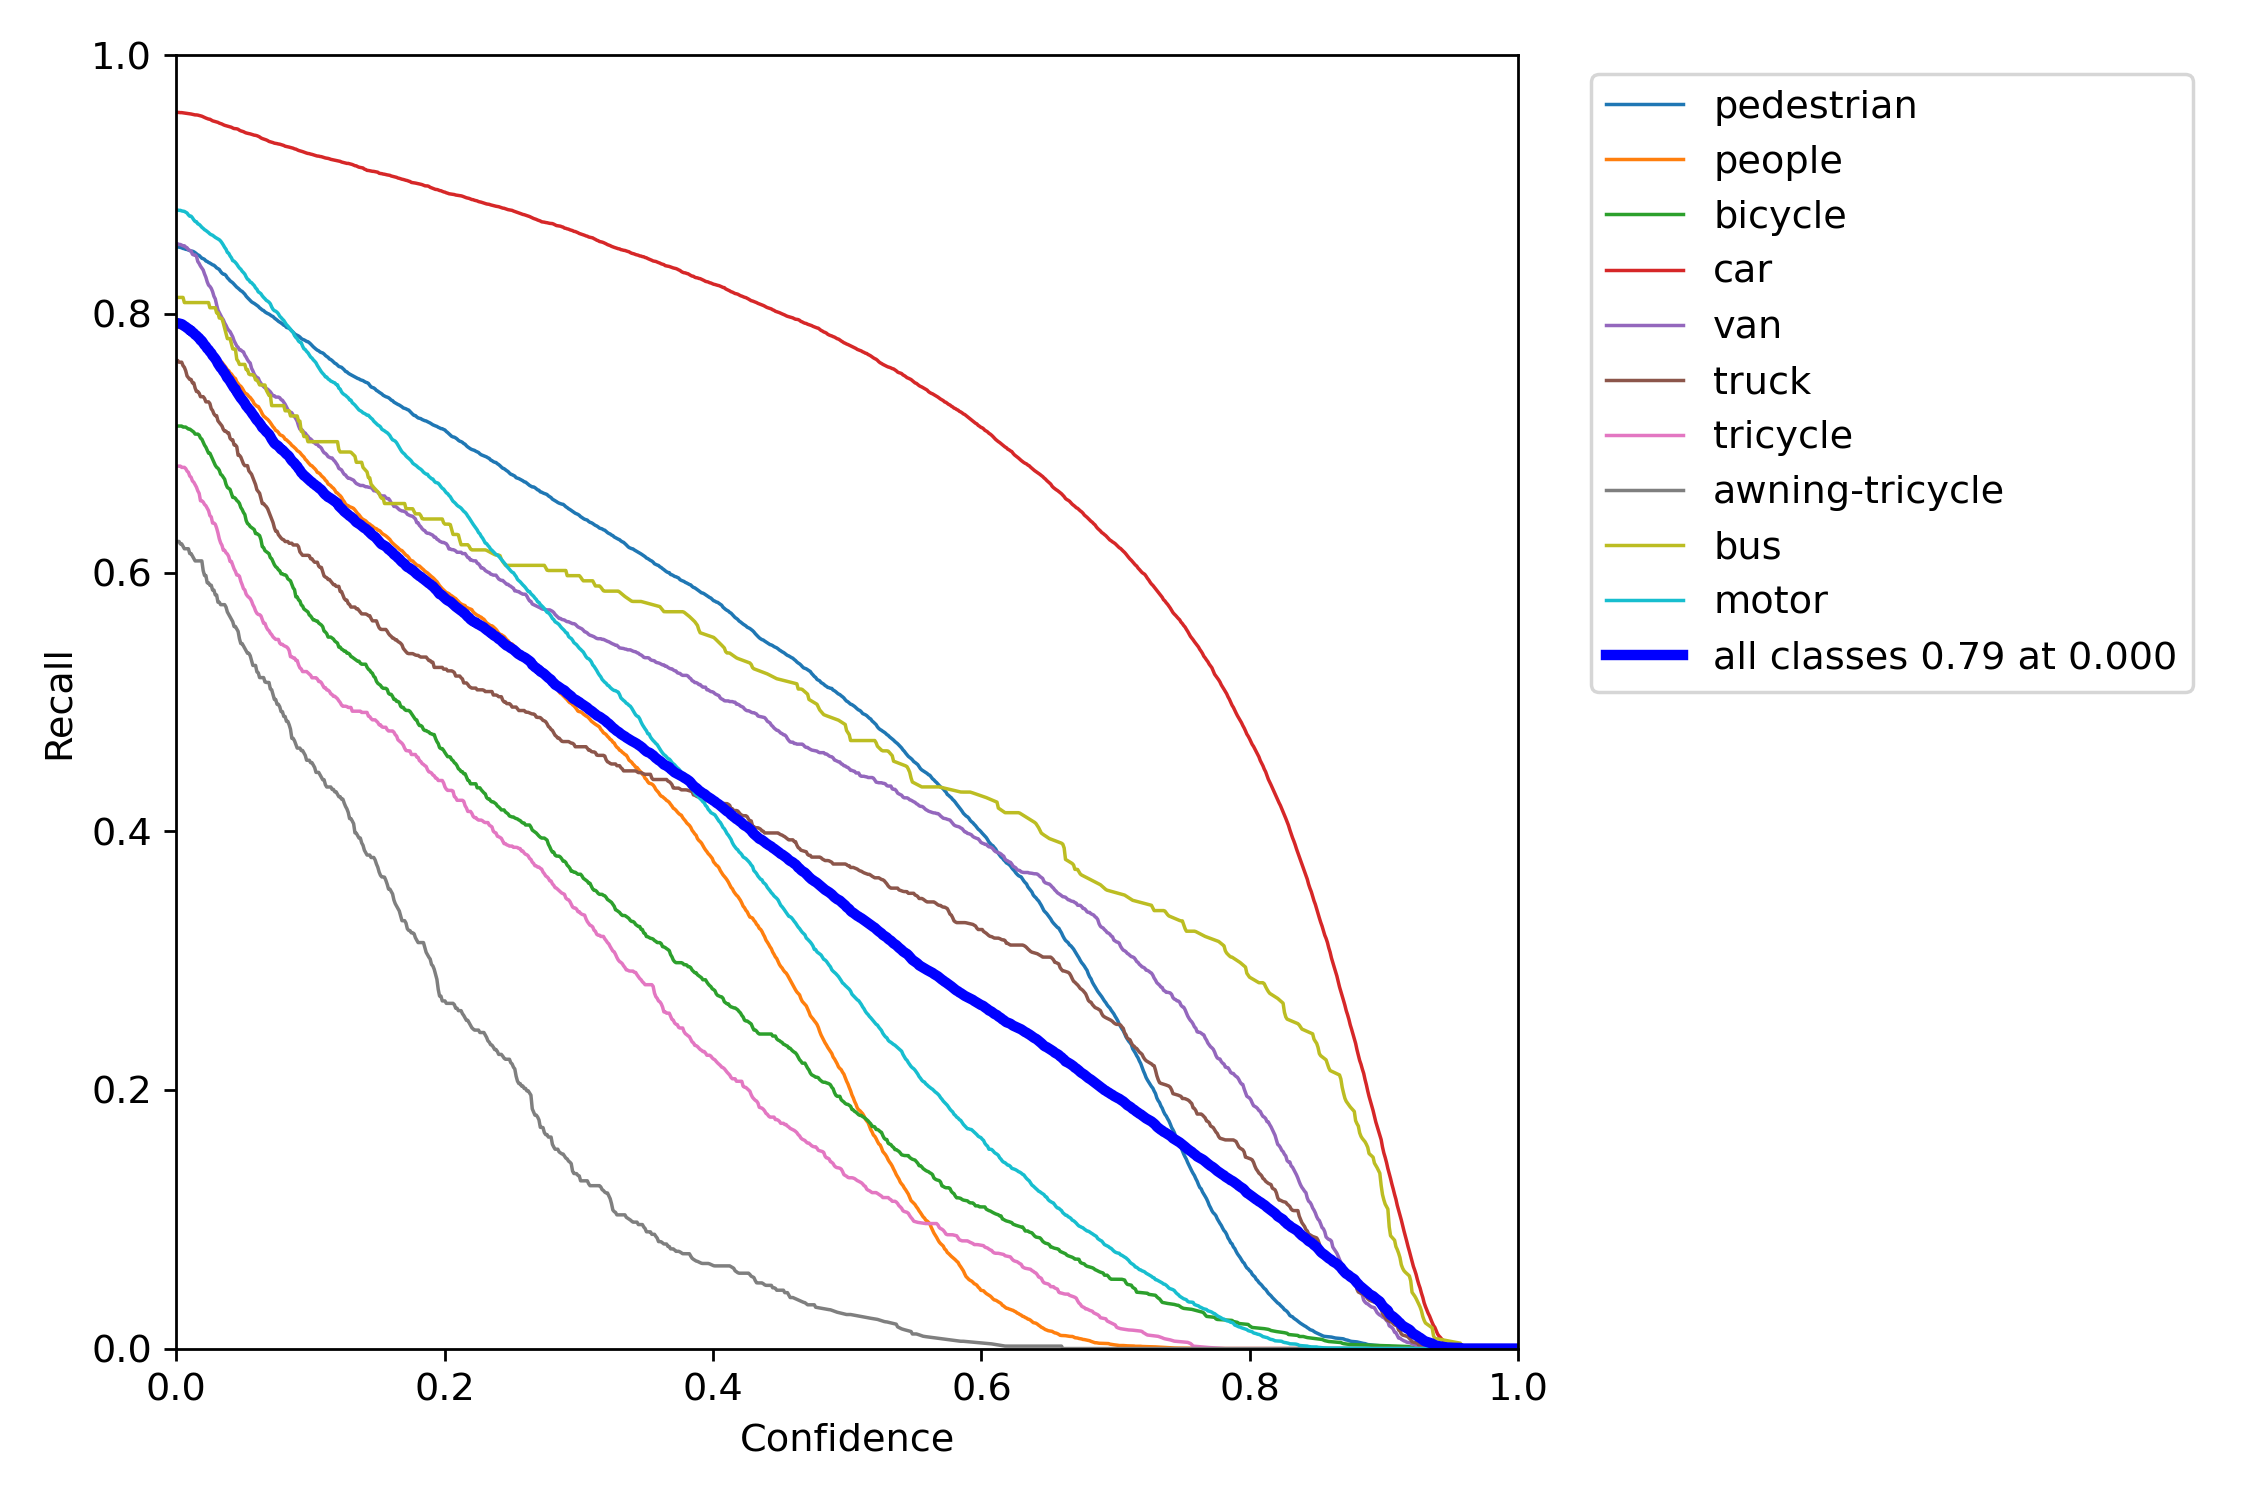 1.0
0.8
0.6
0.4
0.2
0.0
Recall
0.0 0.2 0.4 0.6 0.8 1.0
Confidence
pedestrian
people
bicycle
car
van
truck
tricycle
awning-tricycle
bus
motor
all classes 0.79 at 0.000